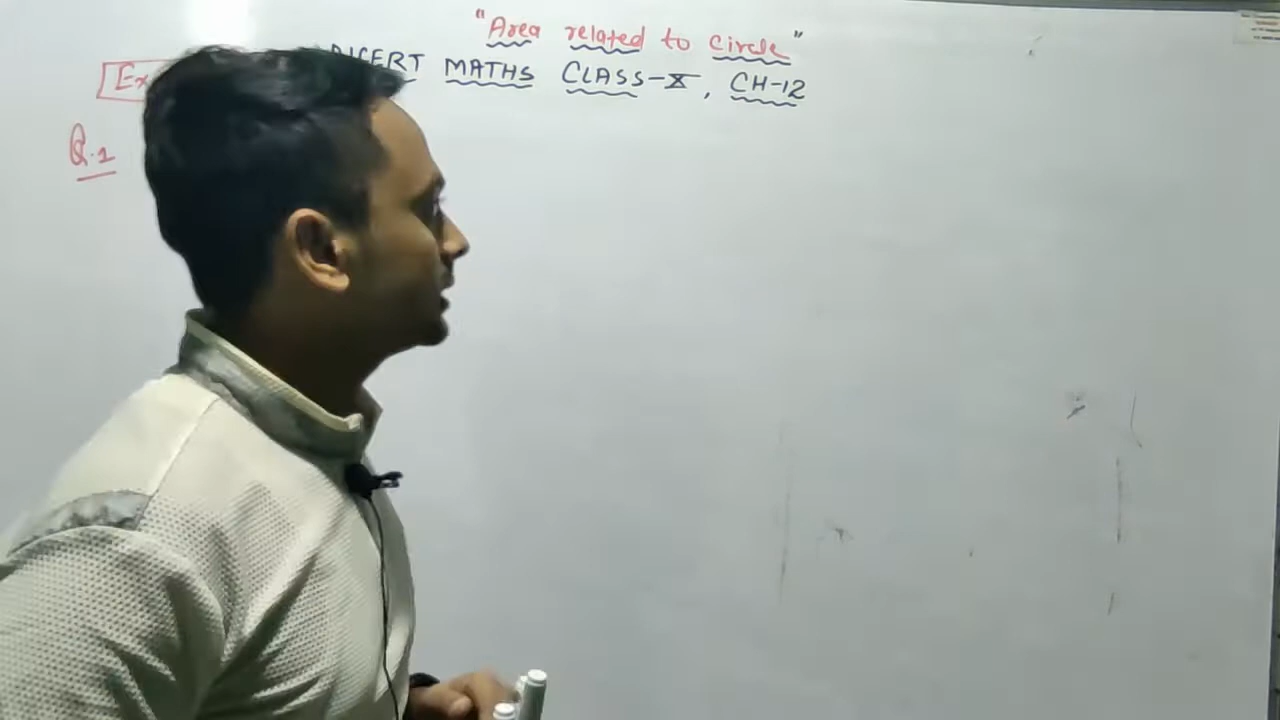 "Area related to Circle"
MATHS CLASS-X, CH-12
Q.1